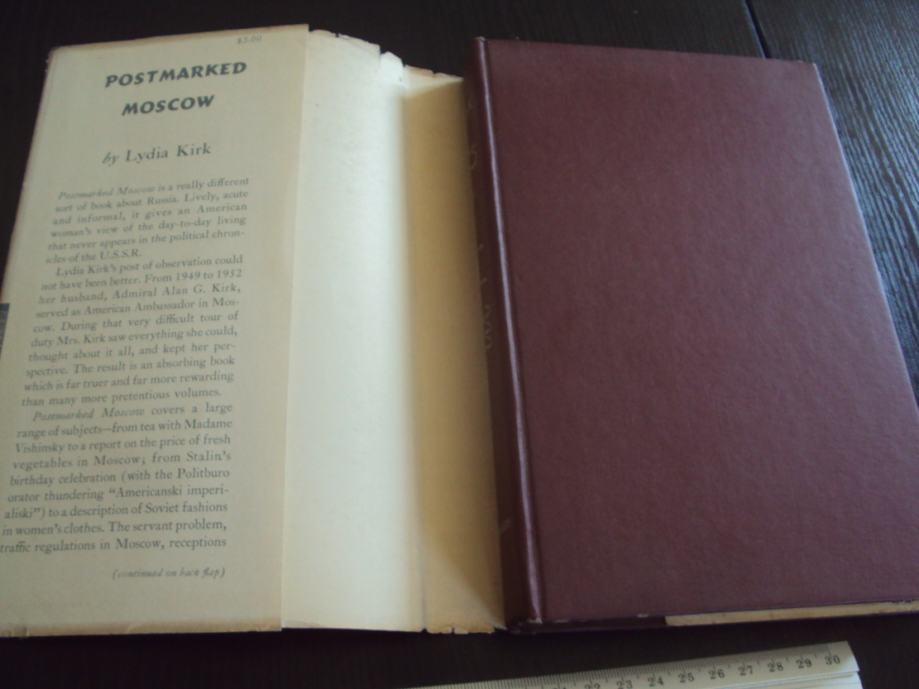 $3.00
POSTMARKED
MOSCOW
by Lydia Kirk
Postmarked Moscow is a really different
sort of book about Russia. Lively, acute
and informal, it gives an American
woman's view of the day-to-day living
that never appears in the political chron-
icles of the U.S.S.R.
Lydia Kirk's post of observation could
not have been better. From 1949 to 1952
her husband, Admiral Alan G. Kirk,
served as American Ambassador in Mos-
cow. During that very difficult tour of
duty Mrs. Kirk saw everything she could,
thought about it all, and kept her per-
spective. The result is an absorbing book
which is far truer and far more rewarding
than many more pretentious volumes.
Postmarked Moscow covers a large
range of subjects—from tea with Madame
Vishinsky to a report on the price of fresh
vegetables in Moscow; from Stalin's
birthday celebration (with the Politburo
orator thundering "Americanski imperi-
aliski") to a description of Soviet fashions
in women's clothes. The servant problem,
traffic regulations in Moscow, receptions
(continued on back flap)
22 23 24 25 26 27 28 29 30